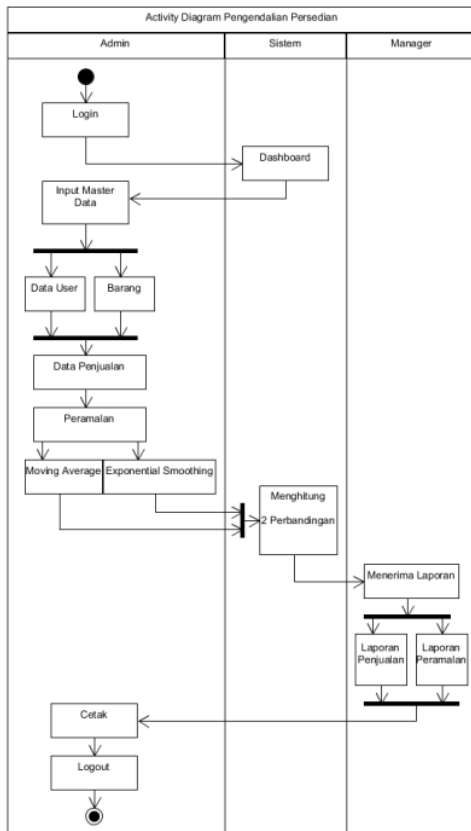 Activity Diagram Pengendalian Persedian
Admin
Sistem
Manager
Login
Dashboard
Input Master
Data
Data User
Barang
Data Penjualan
Peramalan
Moving Average
Exponential Smoothing
Menghitung
2 Perbandingan
Menerima Laporan
Laporan
Penjualan
Laporan
Peramalan
Cetak
Logout